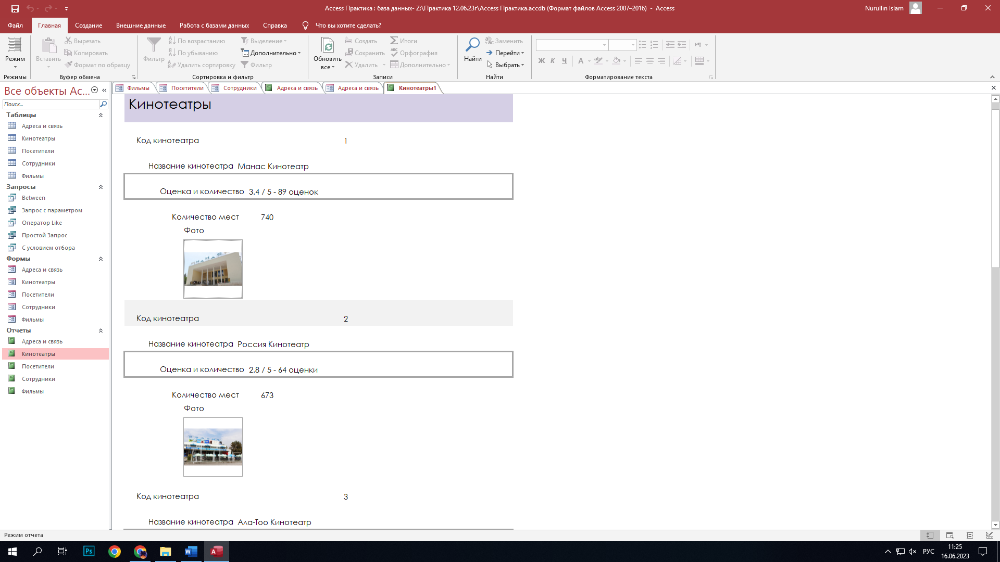 Access Практика : база данных- Z:\Практика 12.06.23г\Access Практика.accdb (Формат файлов Access 2007–2016) - Access
Nurullin Islam
Файл Главная Создание Внешние данные Работа с базами данных Справка Что вы хотите сделать?
Режим
Режимы
Вставить
Вырезать
Копировать
Формат по образцу
Буфер обмена
Фильтр
По возрастанию
По убыванию
Удалить сортировку
Выделение
Дополнительно
Фильтр
Сортировка и фильтр
Обновить
все
Создать
Сохранить
Удалить
Итоги
Орфография
Дополнительно
Записи
Найти
Заменить
Перейти
Выбрать
Найти
Ж К Ч
Форматирование текста
Все объекты Ac...
Поиск...
Таблицы
Адреса и связь
Кинотеатры
Посетители
Сотрудники
Фильмы
Запросы
Between
Запрос с параметром
Оператор Like
Простой Запрос
С условием отбора
Формы
Адреса и связь
Кинотеатры
Посетители
Сотрудники
Фильмы
Отчеты
Адреса и связь
Кинотеатры
Посетители
Сотрудники
Фильмы
Фильмы Посетители Сотрудники Адреса и связь Адреса и связь Кинотеатры1
Кинотеатры
Код кинотеатра 1
Название кинотеатра Манас Кинотеатр
Оценка и количество 3.4 / 5 - 89 оценок
Количество мест 740
Фото
Код кинотеатра 2
Название кинотеатра Россия Кинотеатр
Оценка и количество 2.8 / 5 - 64 оценки
Количество мест 673
Фото
Код кинотеатра 3
Название кинотеатра Ала-Тоо Кинотеатр
Режим отчета
Ps
РУС
11:25
16.06.2023